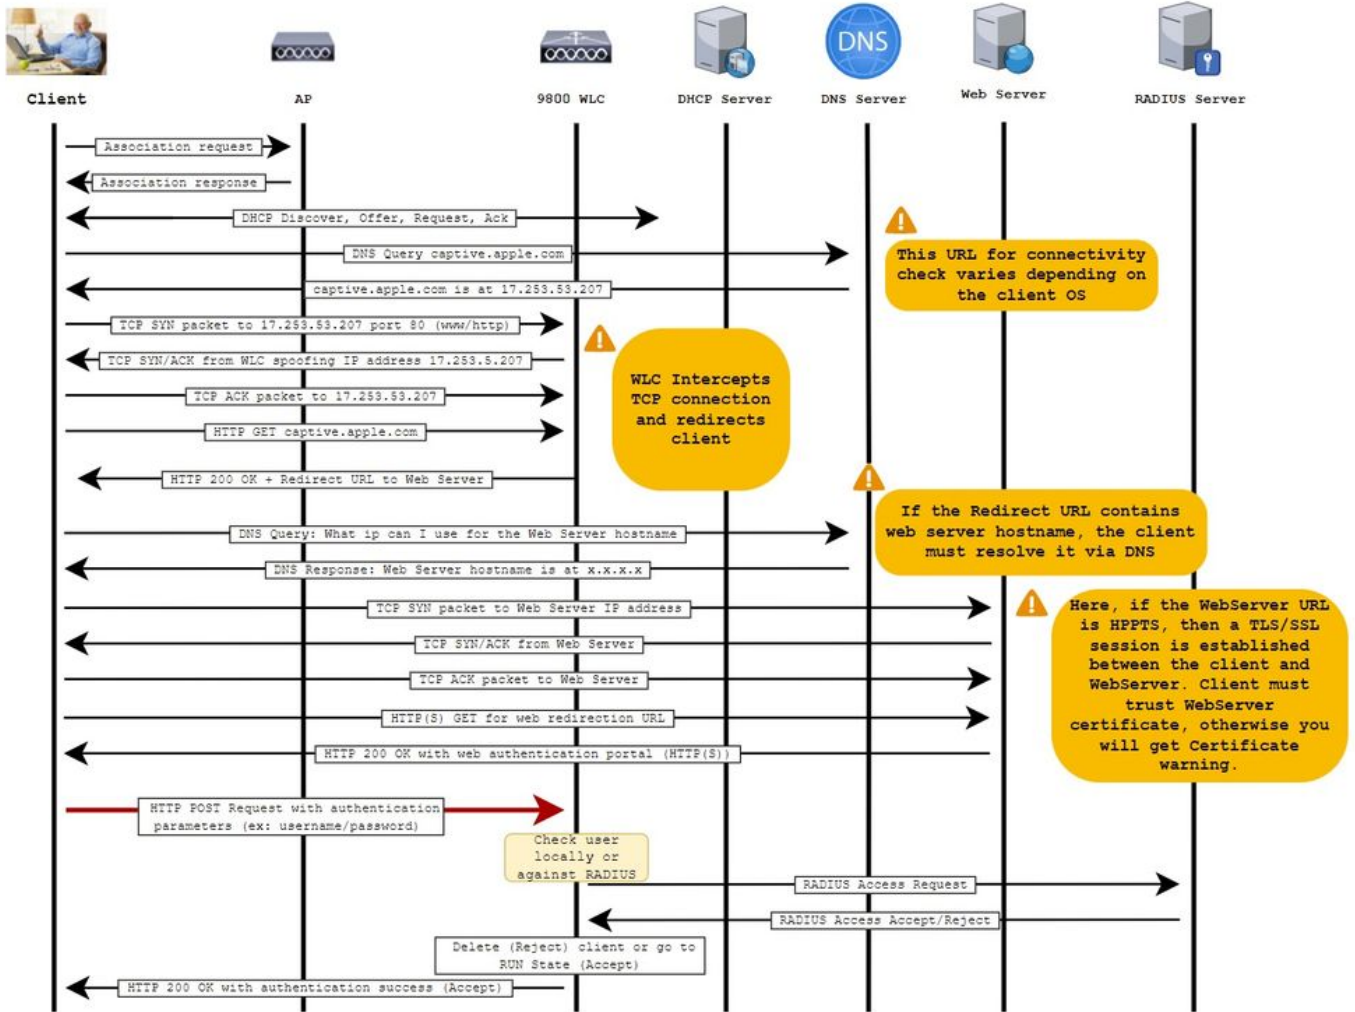 DNS
Client
AP
9800 WLC
DHCP Server
DNS Server
Web Server
RADIUS Server
Association request
Association response
DHCP Discover, Offer, Request, Ack
DNS Query captive.apple.com
This URL for connectivity
check varies depending on
the client OS
captive.apple.com is at 17.253.53.207
TCP SYN packet to 17.253.53.207 port 80 (www/http)
TCP SYN/ACK from WLC spoofing IP address 17.253.5.207
WLC Intercepts
TCP connection
and redirects
client
TCP ACK packet to 17.253.53.207
HTTP GET captive.apple.com
HTTP 200 OK + Redirect URL to Web Server
If the Redirect URL contains
web server hostname, the client
must resolve it via DNS
DNS Query: What ip can I use for the Web Server hostname
DNS Response: Web Server hostname is at x.x.x.x
TCP SYN packet to Web Server IP address
Here, if the WebServer URL
is HPPTS, then a TLS/SSL
session is established
between the client and
WebServer. Client must
trust WebServer
certificate, otherwise you
will get Certificate
warning.
TCP SYN/ACK from Web Server
TCP ACK packet to Web Server
HTTP(S) GET for web redirection URL
HTTP 200 OK with web authentication portal (HTTP(S))
HTTP POST Request with authentication
parameters (ex: username/password)
Check user
locally or
against RADIUS
RADIUS Access Request
RADIUS Access Accept/Reject
Delete (Reject) client or go to
RUN State (Accept)
HTTP 200 OK with authentication success (Accept)